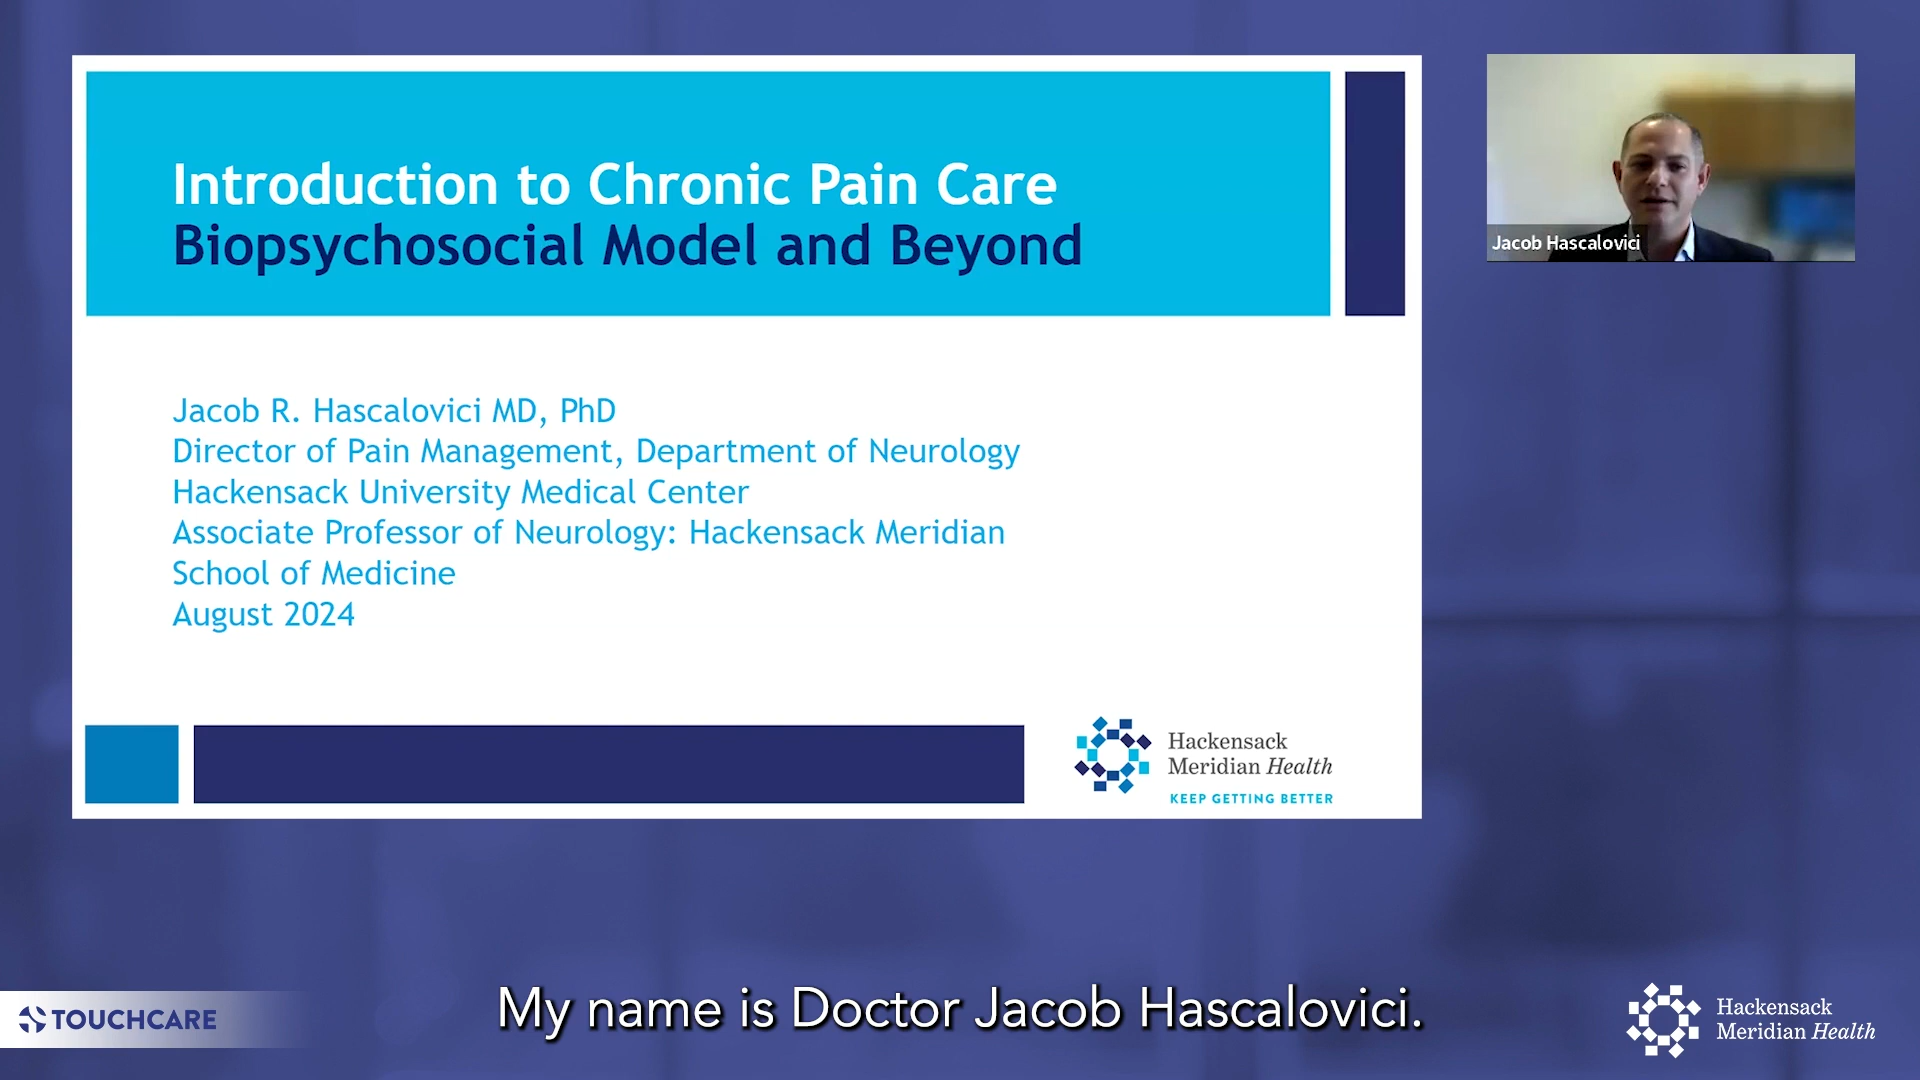 Introduction to Chronic Pain Care
Biopsychosocial Model and Beyond
Jacob R. Hascalovici MD, PhD
Director of Pain Management, Department of Neurology
Hackensack University Medical Center
Associate Professor of Neurology: Hackensack Meridian
School of Medicine
August 2024
Hackensack
Meridian Health
KEEP GETTING BETTER
Jacob Hascalovici
My name is Doctor Jacob Hascalovici.
TOUCHCARE
Hackensack
Meridian Health